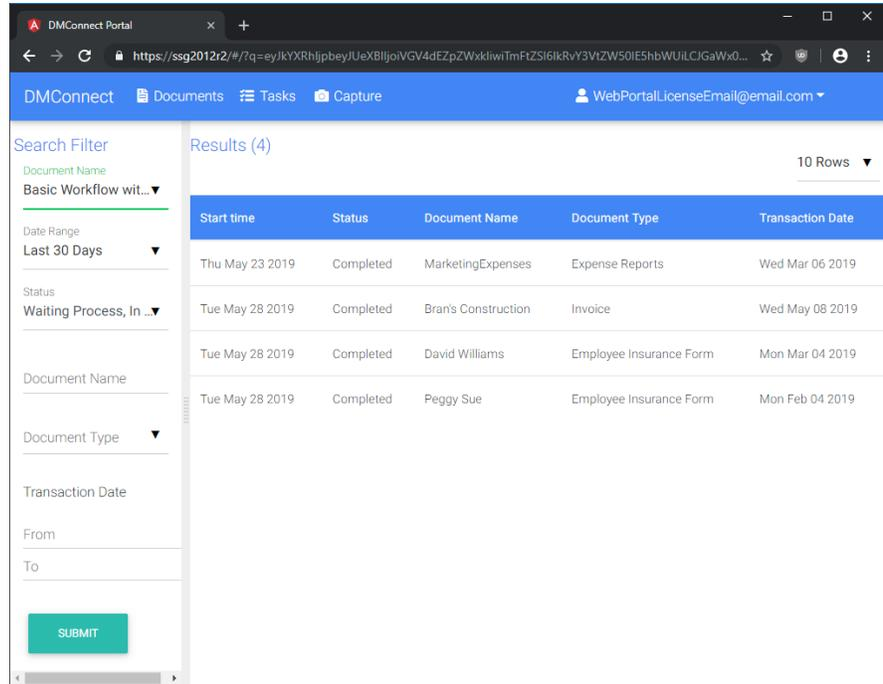 DMConnect Portal
https://ssg2012r2/#/?q=eyJkYXRhIjpbeyJUeXBlIjoiVGV4dEZpZWxkIiwiTmFtZSI6IkRvY3VtZW50IE5hbWUiLCJGaWx0...
DMConnect Documents Tasks Capture WebPortalLicenseEmail@email.com
Search Filter
Document Name
Basic Workflow wit...
Date Range
Last 30 Days
Status
Waiting Process, In ...
Document Name
Document Type
Transaction Date
From
To
SUBMIT
Results (4)
10 Rows
Start time Status Document Name Document Type Transaction Date
Thu May 23 2019 Completed MarketingExpenses Expense Reports Wed Mar 06 2019
Tue May 28 2019 Completed Bran's Construction Invoice Wed May 08 2019
Tue May 28 2019 Completed David Williams Employee Insurance Form Mon Mar 04 2019
Tue May 28 2019 Completed Peggy Sue Employee Insurance Form Mon Feb 04 2019